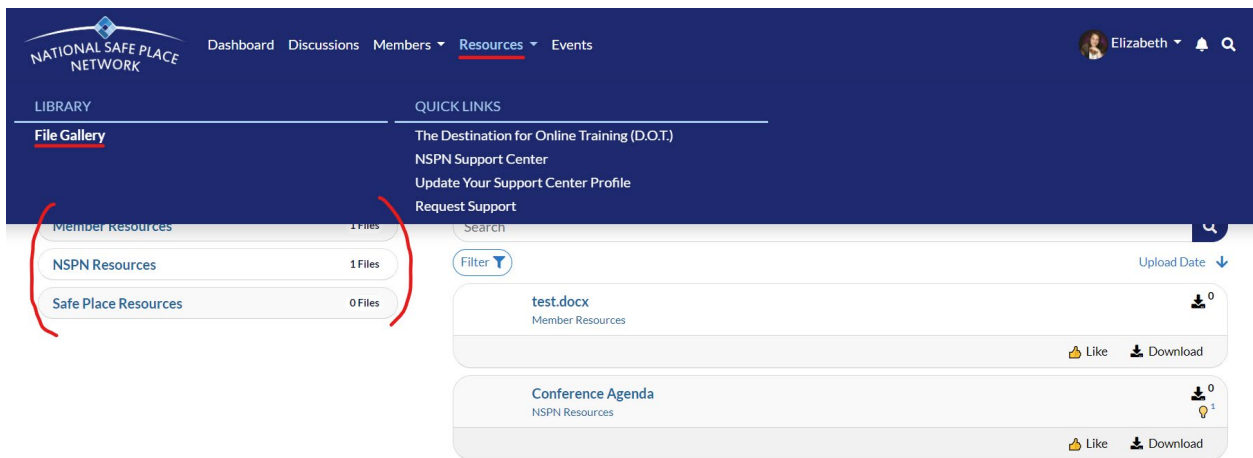 NATIONAL SAFE PLACE
NETWORK
Dashboard Discussions Members Resources Events
Elizabeth
LIBRARY
QUICK LINKS
File Gallery
The Destination for Online Training (D.O.T.)
NSPN Support Center
Update Your Support Center Profile
Request Support
Member Resources 1 Files
NSPN Resources 1 Files
Safe Place Resources 0 Files
Search
Filter
Upload Date
test.docx
0
Member Resources
Like Download
Conference Agenda
0
NSPN Resources
1
Like Download